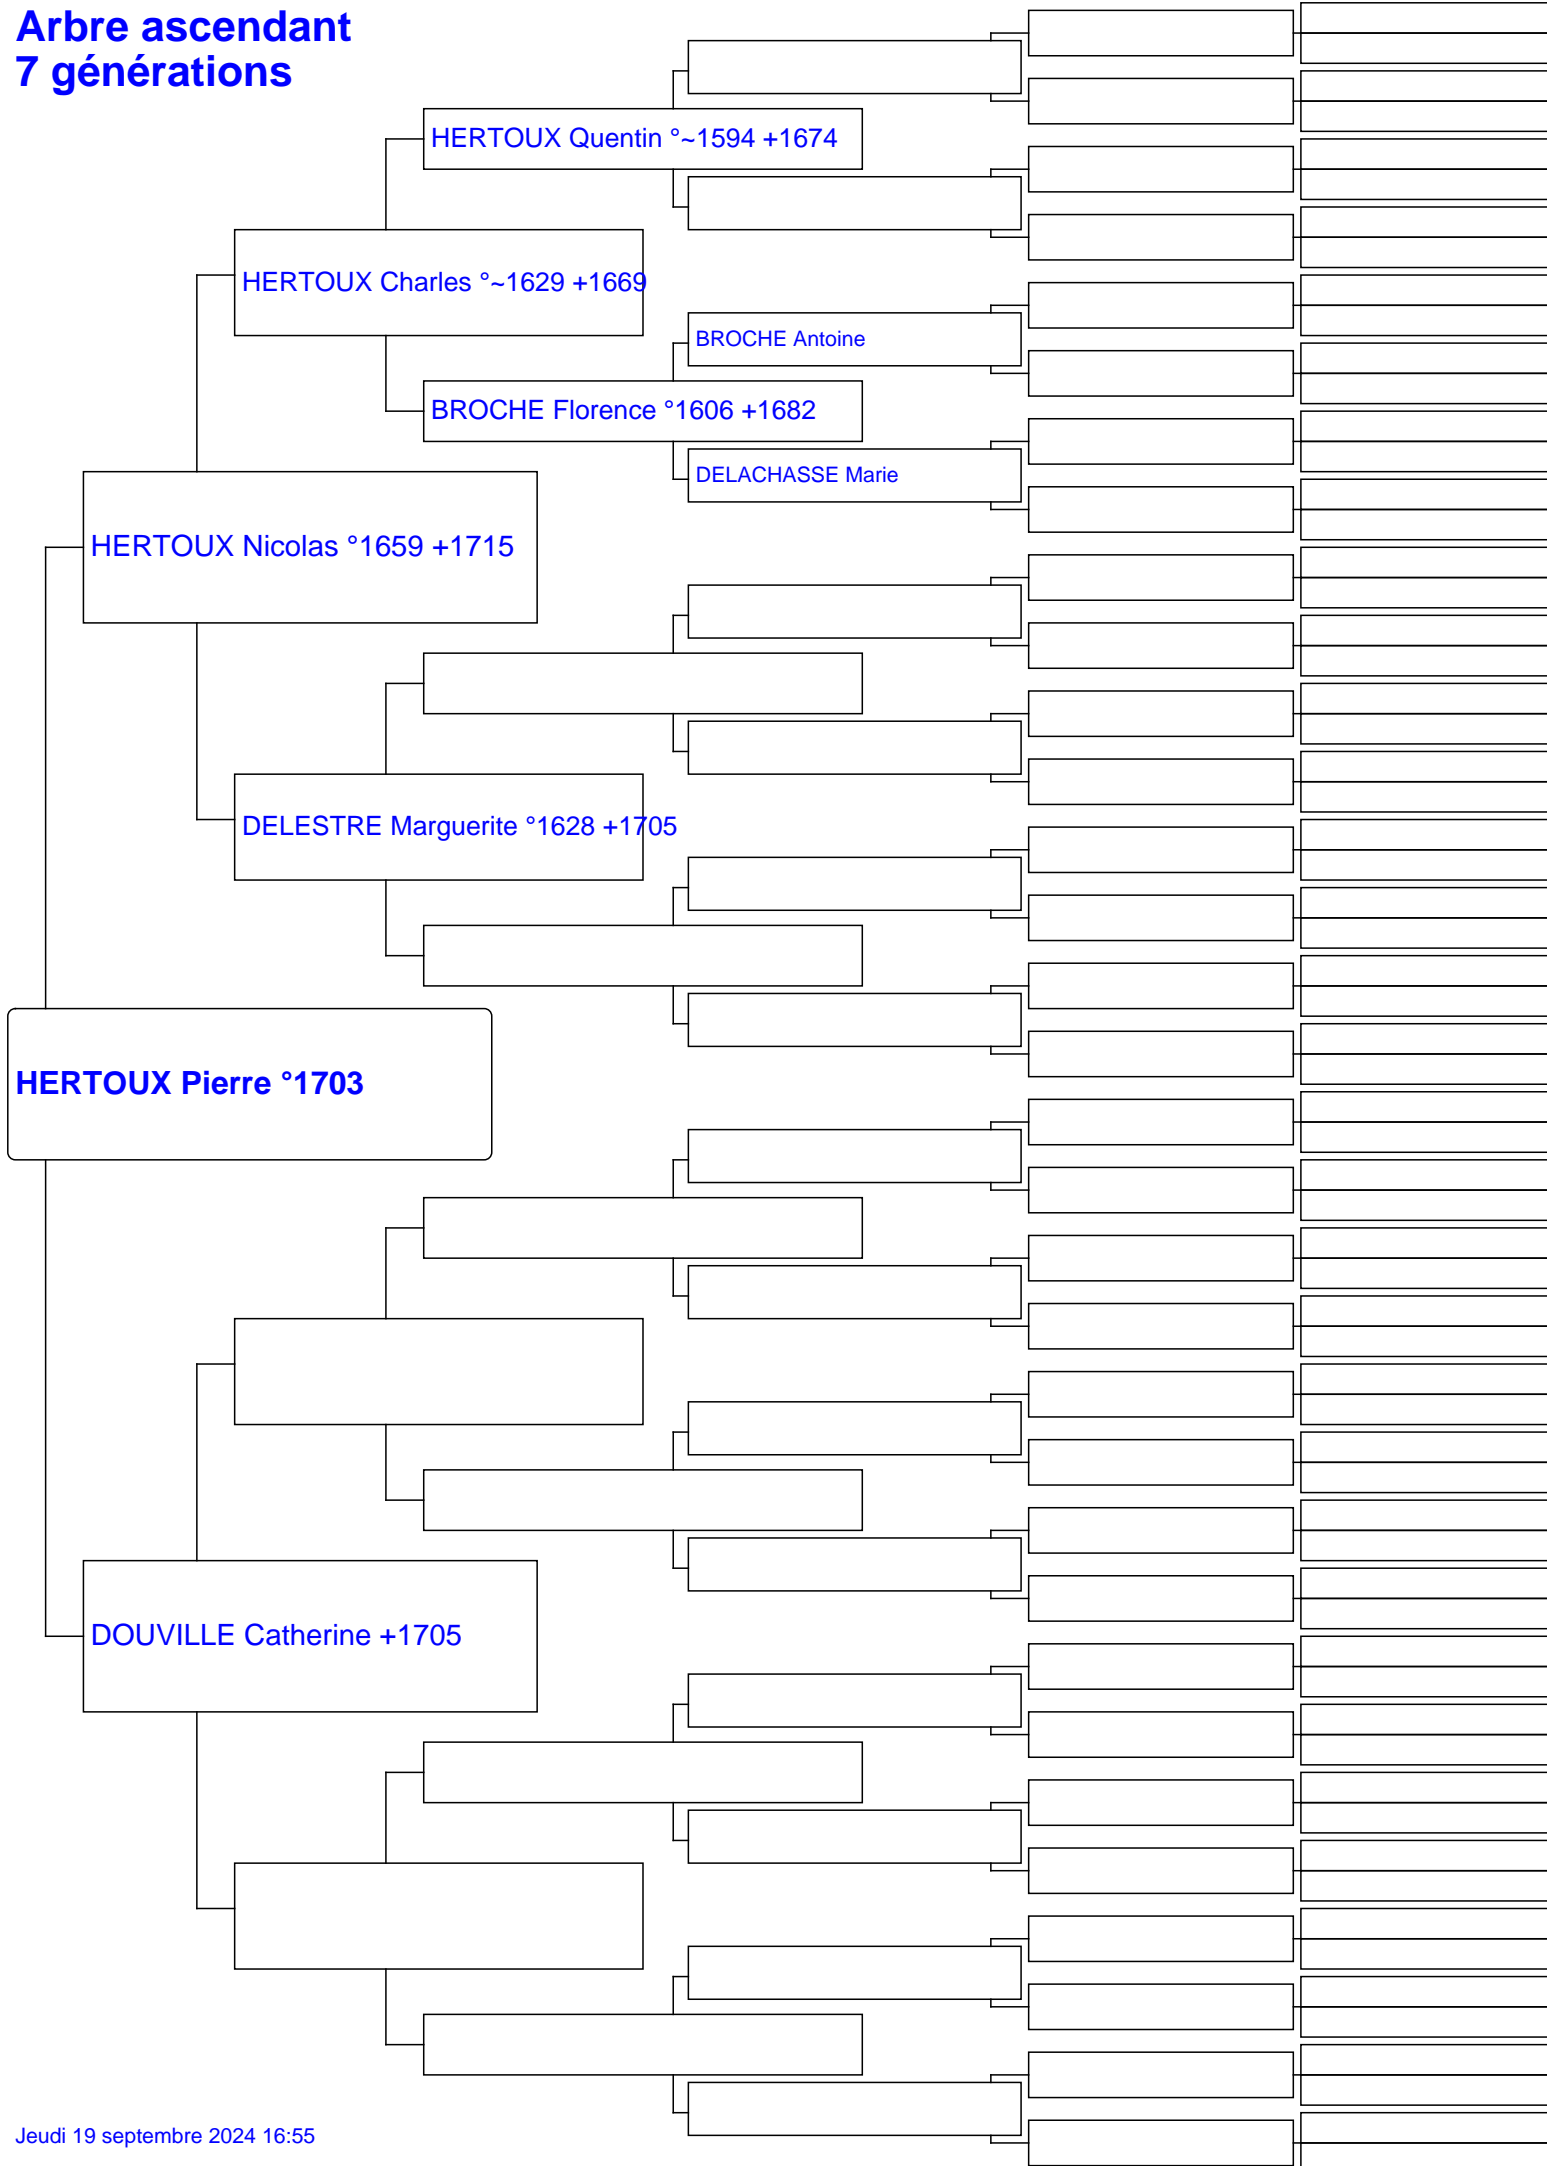 Arbre ascendant
7 générations
HERTOUX Quentin °~1594 +1674
HERTOUX Charles °~1629 +1669
BROCHE Antoine
BROCHE Florence °1606 +1682
DELACHASSE Marie
HERTOUX Nicolas °1659 +1715
DELESTRE Marguerite °1628 +1705
HERTOUX Pierre °1703
DOUVILLE Catherine +1705
Jeudi 19 septembre 2024 16:55